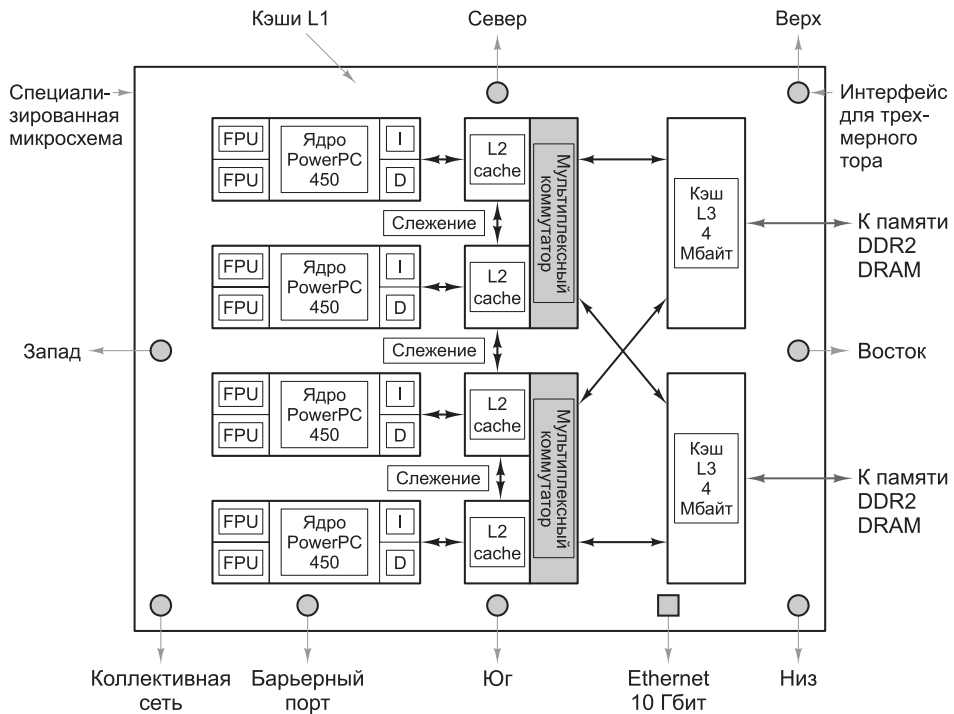 Кэши L1
Север
Верх
Специали-
зированная
микросхема
Интерфейс
для трех-
мерного
тора
FPU
FPU
Ядро
PowerPC
450
I
D
L2
cache
Мультиплексный
коммутатор
Кэш
L3
4
Мбайт
К памяти
DDR2
DRAM
Слежение
FPU
FPU
Ядро
PowerPC
450
I
D
L2
cache
Запад
Слежение
Восток
FPU
FPU
Ядро
PowerPC
450
I
D
L2
cache
Мультиплексный
коммутатор
Кэш
L3
4
Мбайт
К памяти
DDR2
DRAM
Слежение
FPU
FPU
Ядро
PowerPC
450
I
D
L2
cache
Коллективная
сеть
Барьерный
порт
Юг
Ethernet
10 Гбит
Низ